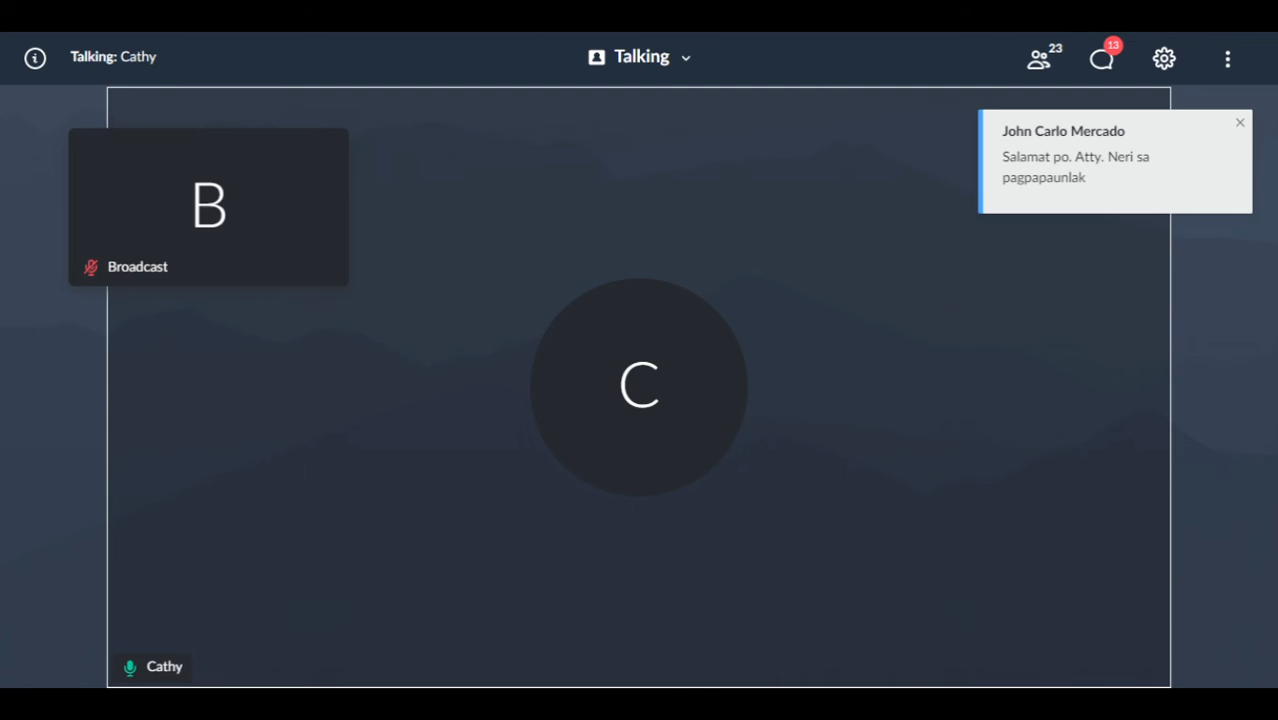 Talking: Cathy
Talking
23
13
John Carlo Mercado
Salamat po. Atty. Neri sa
pagpapaunlak
B
Broadcast
C
Cathy